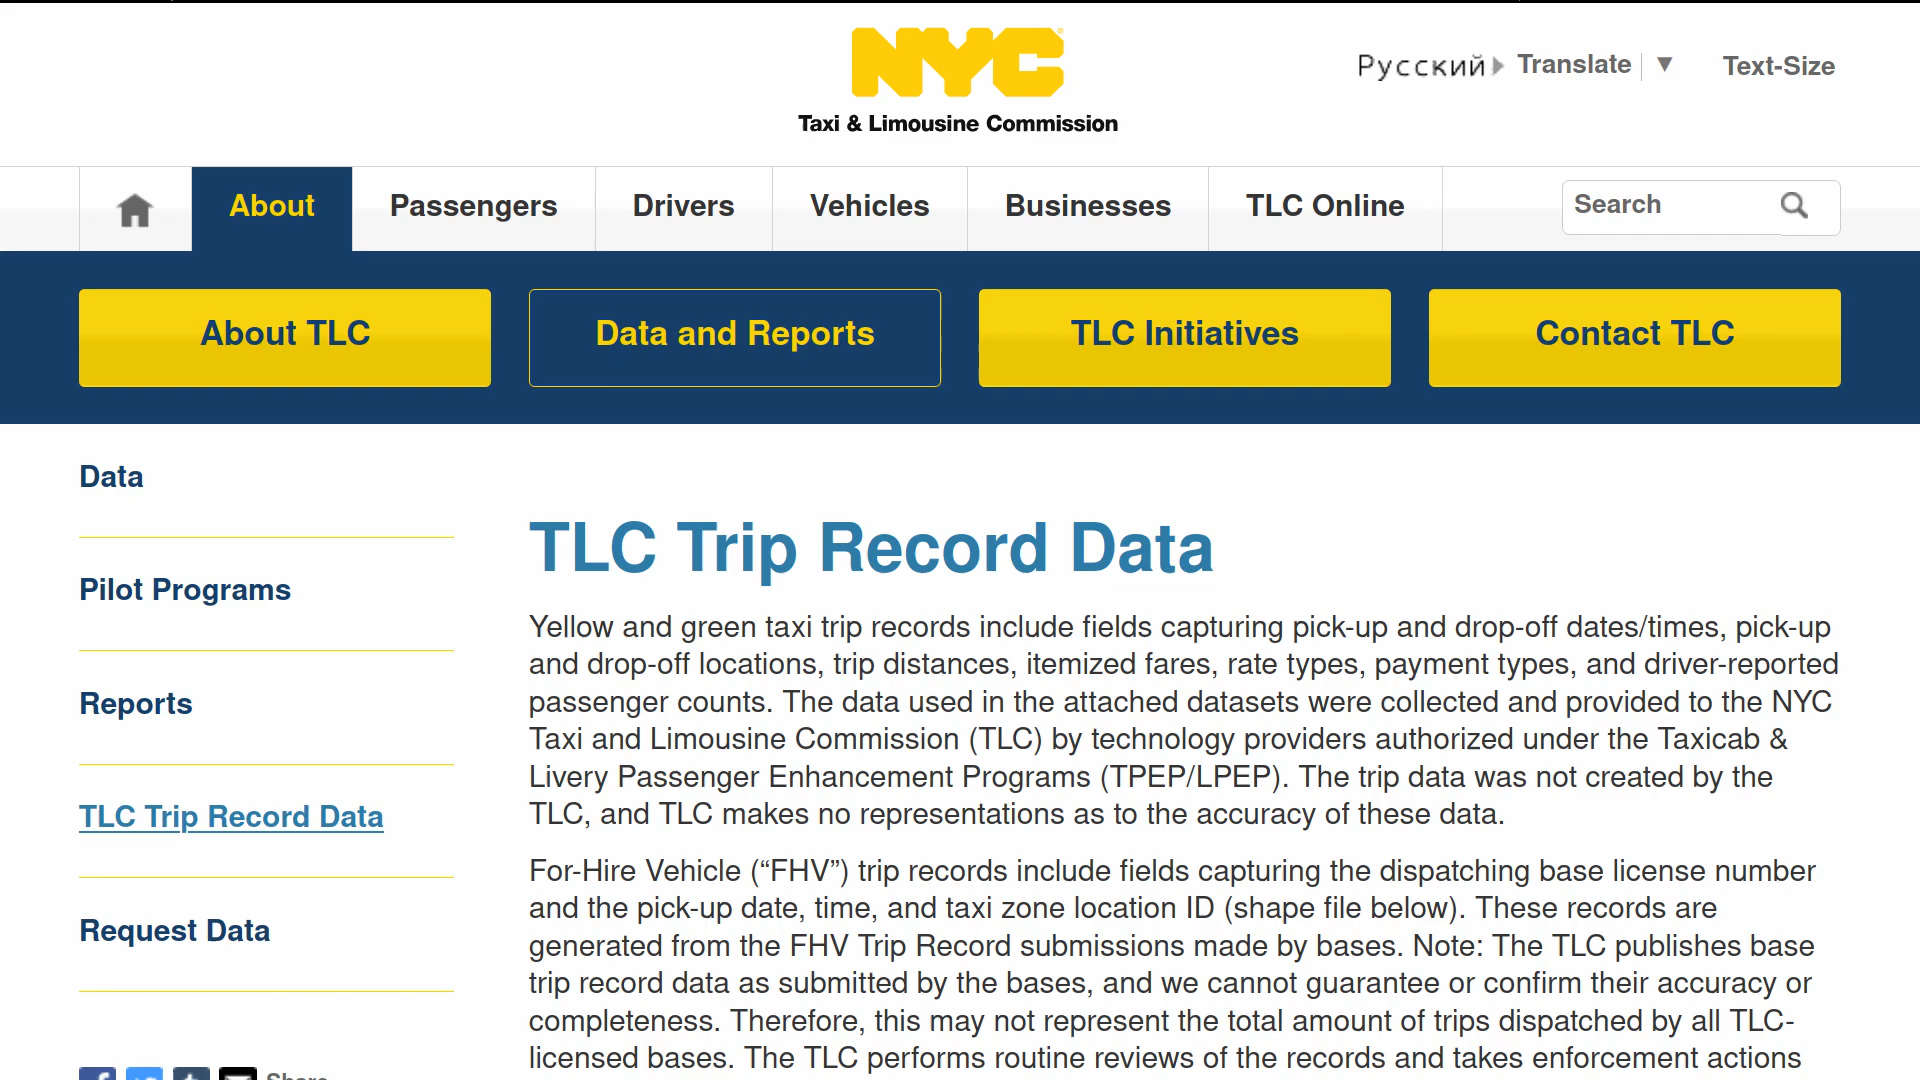 NYC
Taxi & Limousine Commission
Русский Translate ▼ Text-Size
About Passengers Drivers Vehicles Businesses TLC Online Search
About TLC Data and Reports TLC Initiatives Contact TLC
Data
Pilot Programs
Reports
TLC Trip Record Data
Request Data
Share
TLC Trip Record Data
Yellow and green taxi trip records include fields capturing pick-up and drop-off dates/times, pick-up
and drop-off locations, trip distances, itemized fares, rate types, payment types, and driver-reported
passenger counts. The data used in the attached datasets were collected and provided to the NYC
Taxi and Limousine Commission (TLC) by technology providers authorized under the Taxicab &
Livery Passenger Enhancement Programs (TPEP/LPEP). The trip data was not created by the
TLC, and TLC makes no representations as to the accuracy of these data.
For-Hire Vehicle (“FHV”) trip records include fields capturing the dispatching base license number
and the pick-up date, time, and taxi zone location ID (shape file below). These records are
generated from the FHV Trip Record submissions made by bases. Note: The TLC publishes base
trip record data as submitted by the bases, and we cannot guarantee or confirm their accuracy or
completeness. Therefore, this may not represent the total amount of trips dispatched by all TLC-
licensed bases. The TLC performs routine reviews of the records and takes enforcement actions